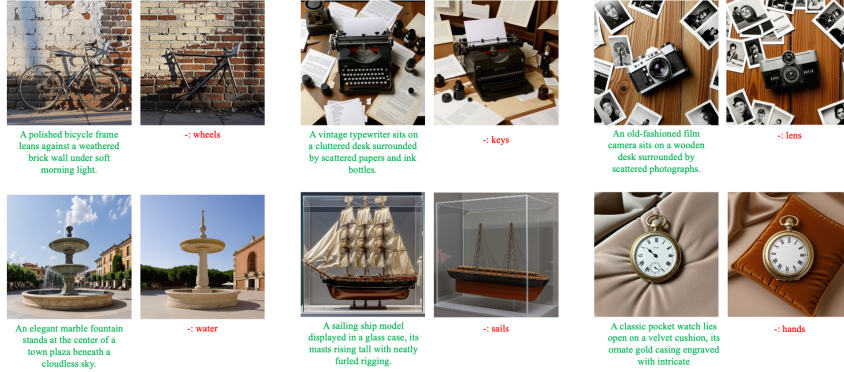 A polished bicycle frame
leans against a weathered
brick wall under soft
morning light.
-: wheels
A vintage typewriter sits on
a cluttered desk surrounded
by scattered papers and ink
bottles.
-: keys
An old-fashioned film
camera sits on a wooden
desk surrounded by
scattered photographs.
-: lens
An elegant marble fountain
stands at the center of a
town plaza beneath a
cloudless sky.
-: water
A sailing ship model
displayed in a glass case, its
masts rising tall with neatly
furled rigging.
-: sails
A classic pocket watch lies
open on a velvet cushion, its
ornate gold casing engraved
with intricate
-: hands